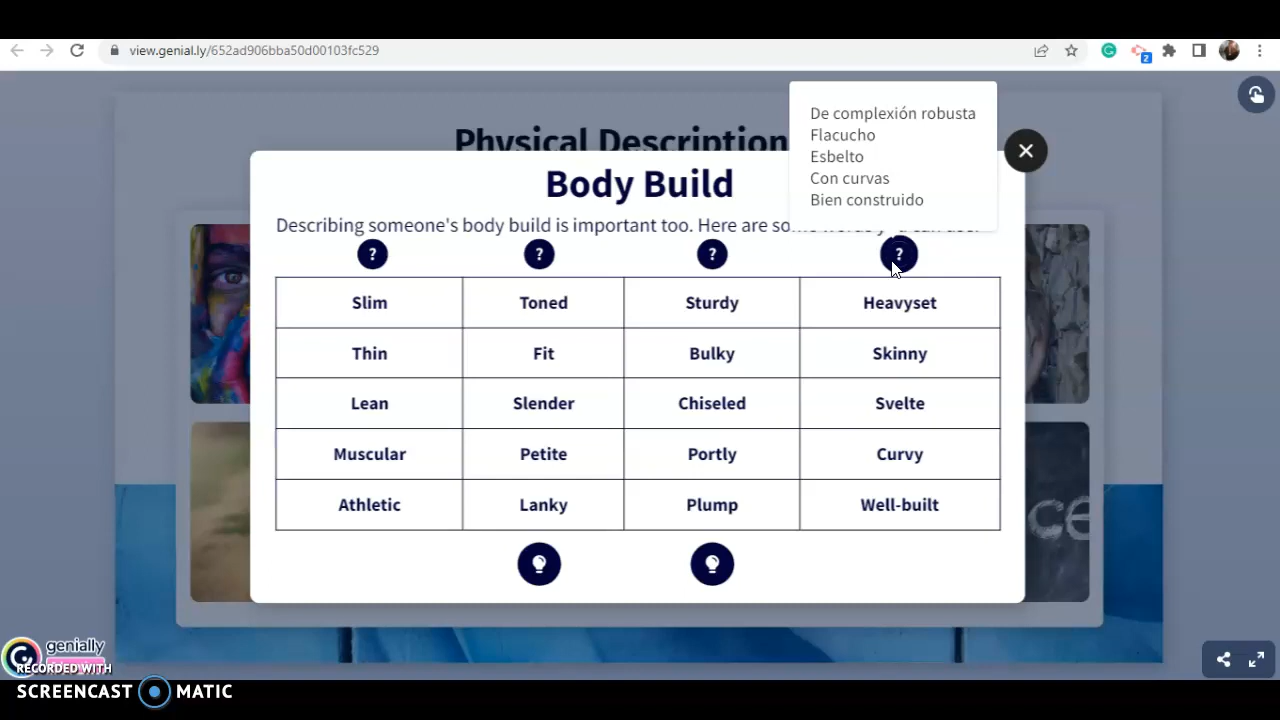 view.genial.ly/652ad906bba50d00103fc529
2
Physical Description
De complexión robusta
Flacucho
Esbelto
Con curvas
Bien construido
Body Build
Describing someone's body build is important too. Here are
? ? ? ?
Slim Toned Sturdy Heavyset
Thin Fit Bulky Skinny
Lean Slender Chiseled Svelte
Muscular Petite Portly Curvy
Athletic Lanky Plump Well-built
genially
RECORDED WITH
SCREENCAST MATIC